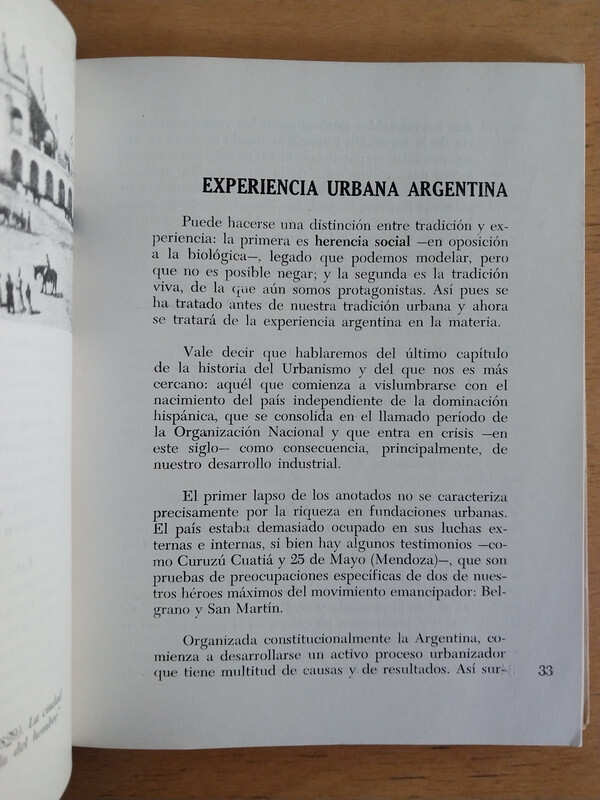 EXPERIENCIA URBANA ARGENTINA
Puede hacerse una distinción entre tradición y ex-
periencia: la primera es herencia social —en oposición
a la biológica—, legado que podemos modelar, pero
que no es posible negar; y la segunda es la tradición
viva, de la que aún somos protagonistas. Así pues se
ha tratado antes de nuestra tradición urbana y ahora
se tratará de la experiencia argentina en la materia.
Vale decir que hablaremos del último capítulo
de la historia del Urbanismo y del que nos es más
cercano: aquél que comienza a vislumbrarse con el
nacimiento del país independiente de la dominación
hispánica, que se consolida en el llamado período de
la Organización Nacional y que entra en crisis —en
este siglo— como consecuencia, principalmente, de
nuestro desarrollo industrial.
El primer lapso de los anotados no se caracteriza
precisamente por la riqueza en fundaciones urbanas.
El país estaba demasiado ocupado en sus luchas ex-
ternas e internas, si bien hay algunos testimonios —co-
mo Curuzú Cuatiá y 25 de Mayo (Mendoza)—, que son
pruebas de preocupaciones específicas de dos de nues-
tros héroes máximos del movimiento emancipador: Bel-
grano y San Martín.
Organizada constitucionalmente la Argentina, co-
mienza a desarrollarse un activo proceso urbanizador
que tiene multitud de causas y de resultados. Así sur-
33
La ciudad
del hombre